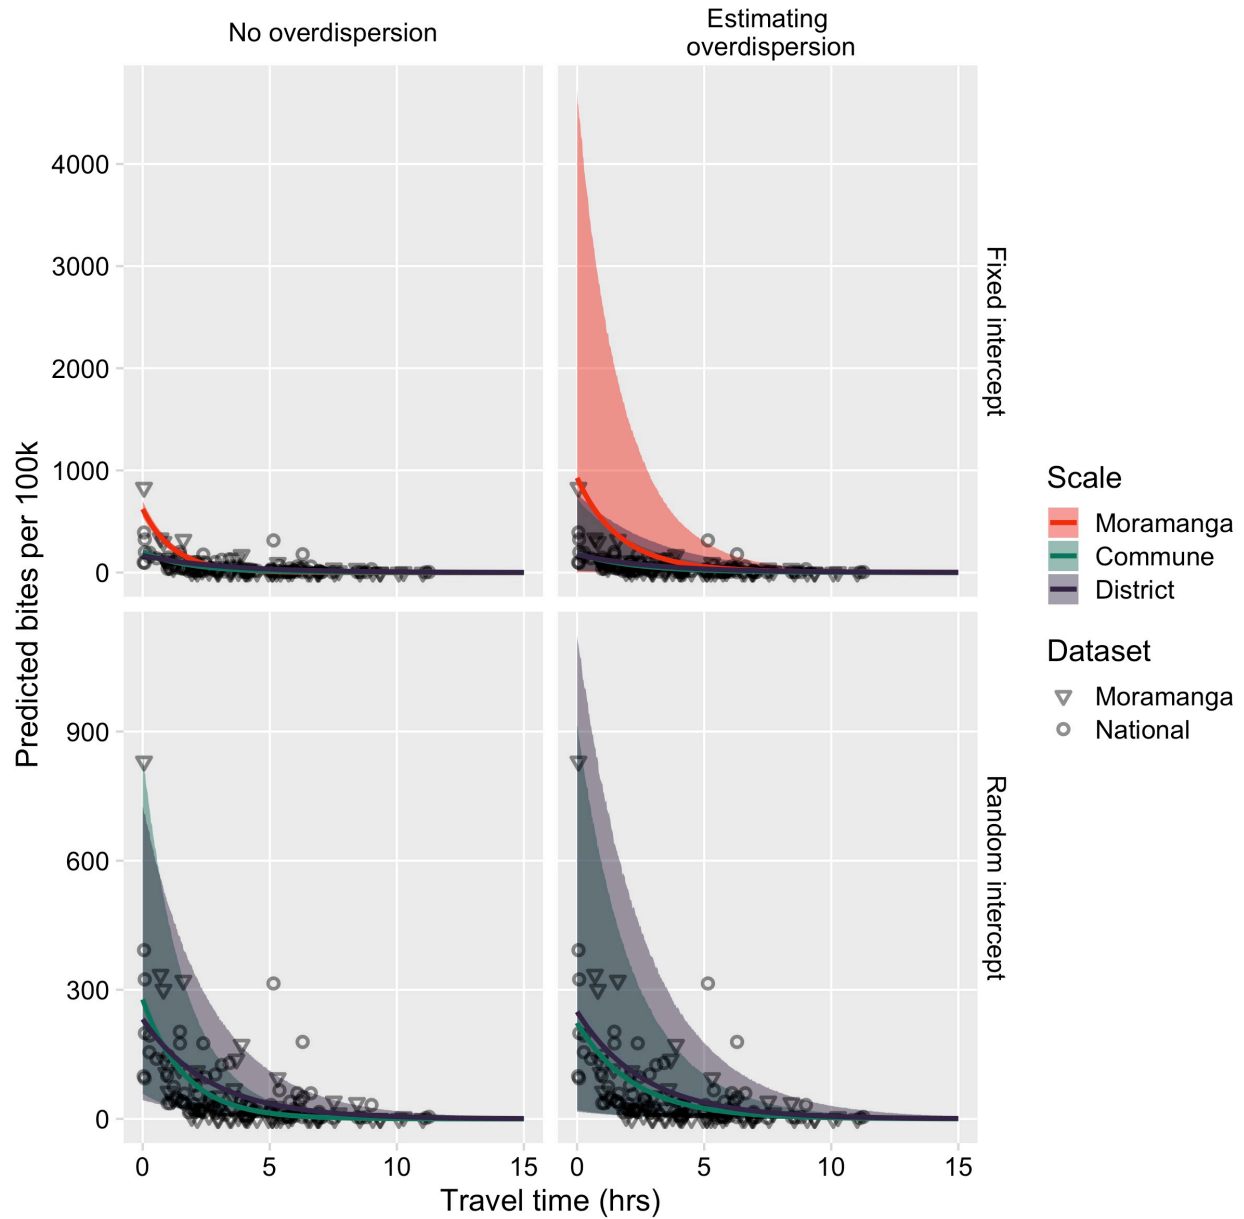 No overdispersion
Estimating
overdispersion
4000
3000
2000
1000
0
Fixed intercept
900
600
300
0
Random intercept
Predicted bites per 100k
0 5 10 15
0 5 10 15
Travel time (hrs)
Scale
Moramanga
Commune
District
Dataset
Moramanga
National